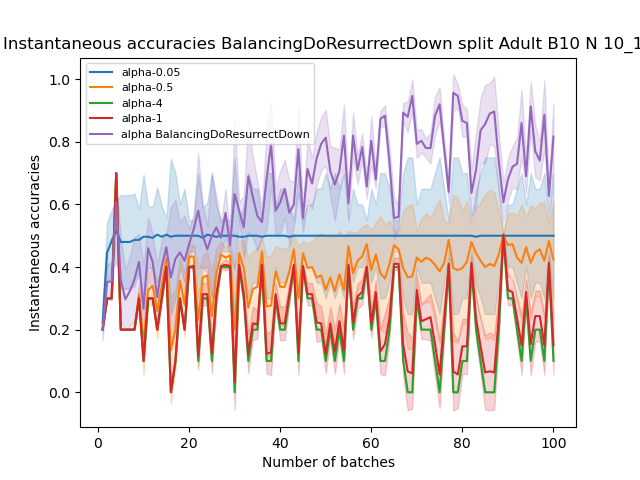 Instantaneous accuracies BalancingDoResurrectDown split Adult B10 N 10_1
alpha-0.05
alpha-0.5
alpha-4
alpha-1
alpha BalancingDoResurrectDown
1.0
0.8
0.6
0.4
0.2
0.0
Instantaneous accuracies
0 20 40 60 80 100
Number of batches